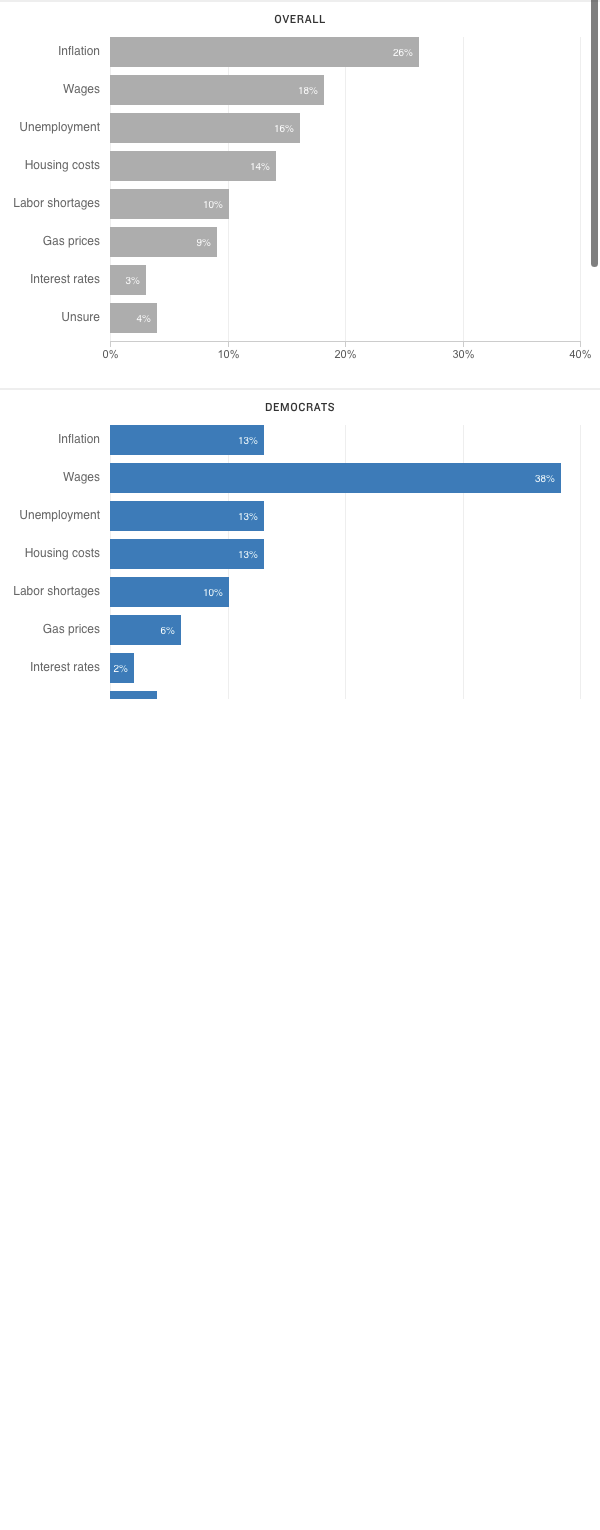 OVERALL
Inflation 26%
Wages 18%
Unemployment 16%
Housing costs 14%
Labor shortages 10%
Gas prices 9%
Interest rates 3%
Unsure 4%
0% 10% 20% 30% 40%
DEMOCRATS
Inflation 13%
Wages 38%
Unemployment 13%
Housing costs 13%
Labor shortages 10%
Gas prices 6%
Interest rates 2%